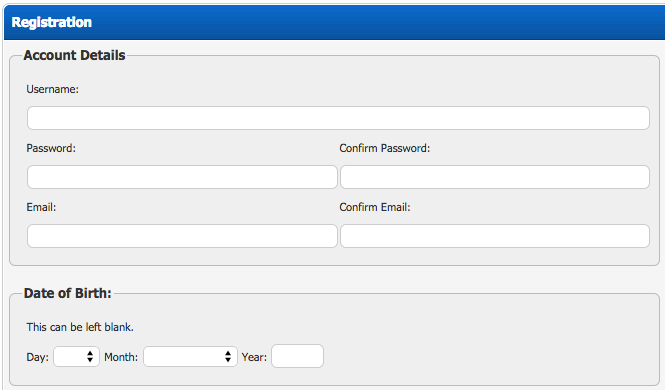 Registration
Account Details
Username:
Password: Confirm Password:
Email: Confirm Email:
Date of Birth:
This can be left blank.
Day: Month: Year: